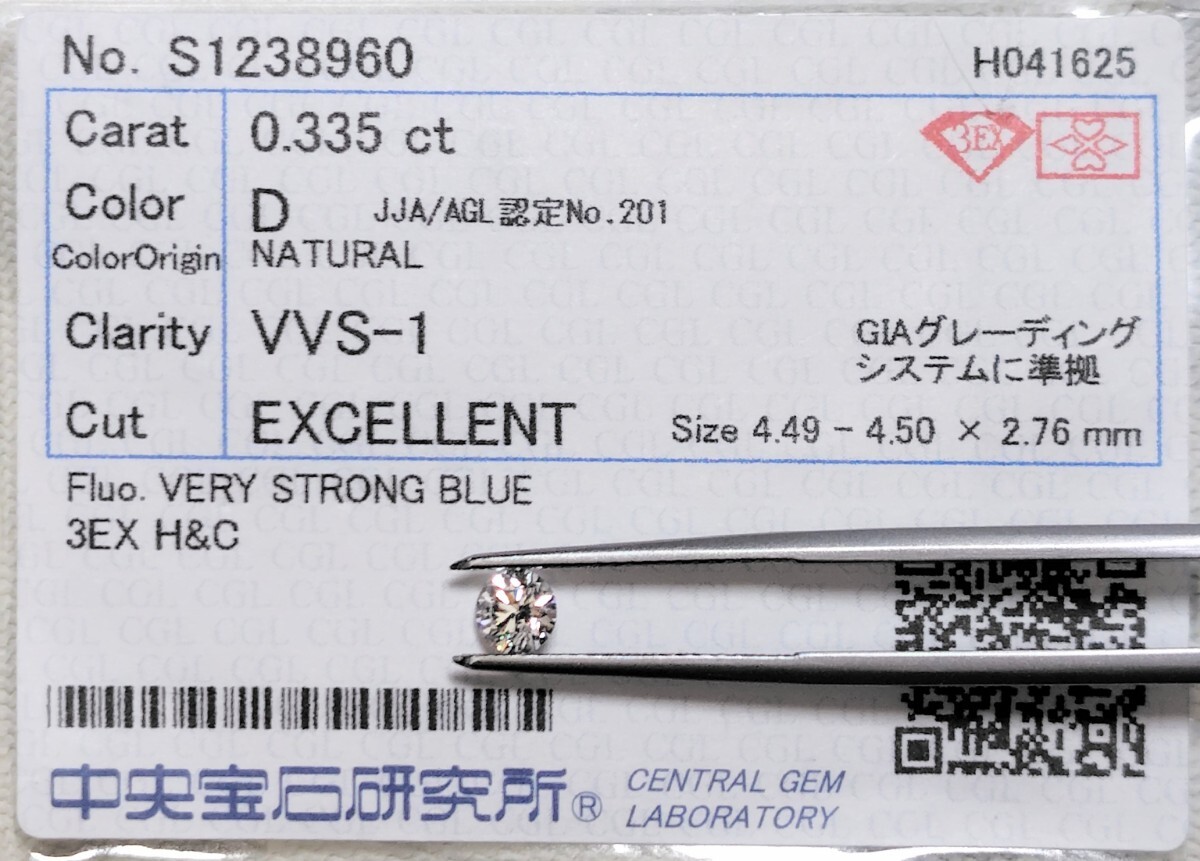 No. S1238960 H041625
Carat 0.335 ct 3EX
Color D JJA/AGL認定No.201
ColorOrigin NATURAL
Clarity VVS-1 GIAグレーディング
システムに準拠
Cut EXCELLENT Size 4.49 - 4.50 × 2.76 mm
Fluo. VERY STRONG BLUE
3EX H&C
中央宝石研究所® CENTRAL GEM
LABORATORY